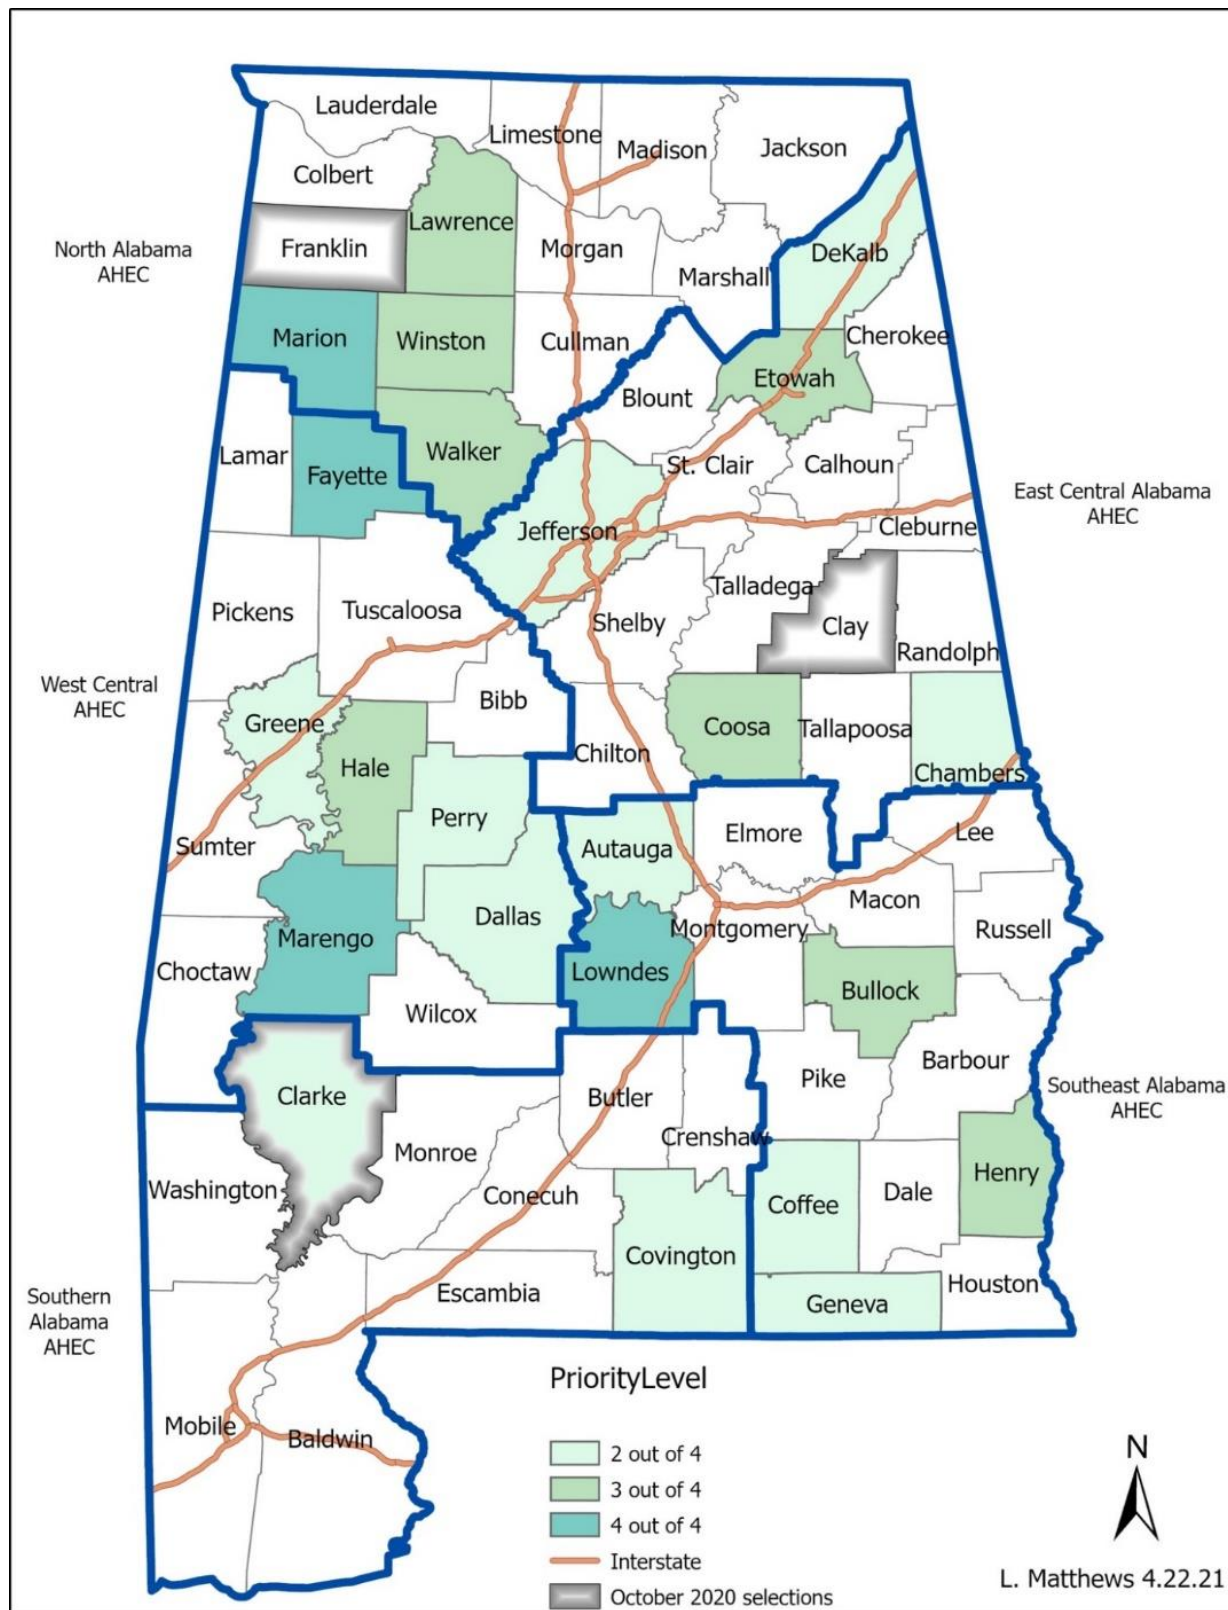 Lauderdale
Limestone
Madison
Jackson
Colbert
Lawrence
Franklin
Morgan
Marshall
DeKalb
North Alabama
AHEC
Marion
Winston
Cullman
Cherokee
Etowah
Blount
Lamar
Fayette
Walker
St. Clair
Calhoun
East Central Alabama
AHEC
Jefferson
Cleburne
Talladega
Pickens
Tuscaloosa
Shelby
Clay
Randolph
West Central
AHEC
Greene
Bibb
Coosa
Tallapoosa
Hale
Chilton
Chambers
Perry
Sumter
Autauga
Elmore
Lee
Dallas
Macon
Marengo
Montgomery
Russell
Choctaw
Lowndes
Bullock
Wilcox
Barbour
Pike
Clarke
Butler
Southeast Alabama
AHEC
Crenshaw
Monroe
Washington
Conecuh
Coffee
Dale
Henry
Covington
Southern
Alabama
AHEC
Escambia
Geneva
Houston
Mobile
Baldwin
PriorityLevel
2 out of 4
3 out of 4
4 out of 4
Interstate
October 2020 selections
N
L. Matthews 4.22.21